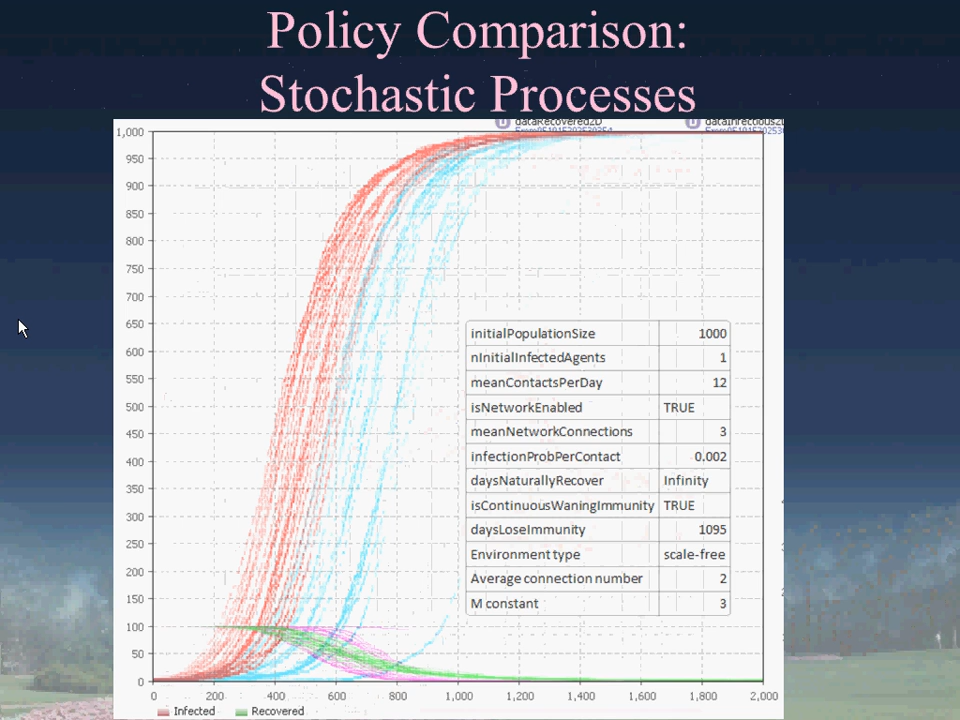 Policy Comparison:
Stochastic Processes
dataRecovered2D
1,000
950
900
850
800
750
700
650
600
550
500
450
400
350
300
250
200
150
100
50
0
initialPopulationSize 1000
nInitialInfectedAgents 1
meanContactsPerDay 12
isNetworkEnabled TRUE
meanNetworkConnections 3
infectionProbPerContact 0.002
daysNaturallyRecover Infinity
isContinuousWaningImmunity TRUE
daysLoseImmunity 1095
Environment type scale-free
Average connection number 2
M constant 3
0 200 400 600 800 1,000 1,200 1,400 1,600 1,800 2,000
Infected Recovered